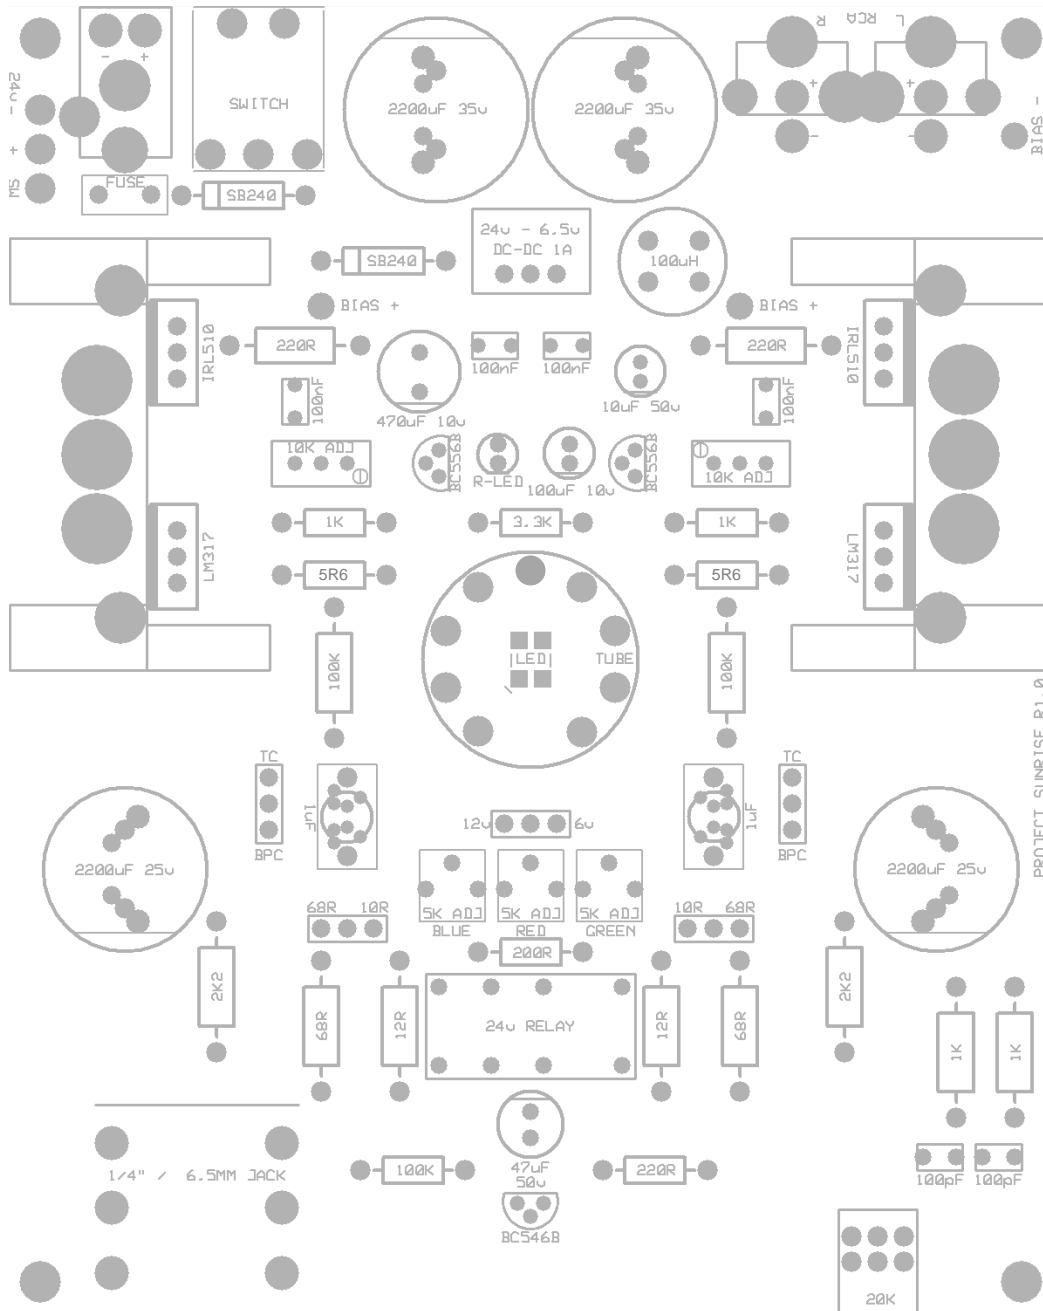 R RCA L
- +
24v - + MS
SWITCH
2200uF 35v
2200uF 35v
+
-
+
-
BIAS -
FUSE
SB240
24v - 6.5v
DC-DC 1A
SB240
100uH
BIAS +
BIAS +
IRL510
220R
100nF
100nF
220R
IRL510
100nF
470uF 10v
10uF 50v
100nF
10K ADJ
BC556B
R-LED
100uF 10v
BC556B
10K ADJ
1K
3.3K
1K
LM317
5R6
5R6
LM317
100K
LED
TUBE
100K
PROJECT SUNRISE R1.0
TC
TC
1uF
12v
6v
1uF
BPC
BPC
2200uF 25v
2200uF 25v
5K ADJ
5K ADJ
5K ADJ
BLUE
RED
GREEN
68R 10R
10R 68R
200R
2K2
2K2
68R
12R
24v RELAY
12R
68R
1K
1K
1/4" / 6.5MM JACK
100K
47uF
50v
220R
100pF
100pF
BC546B
20K